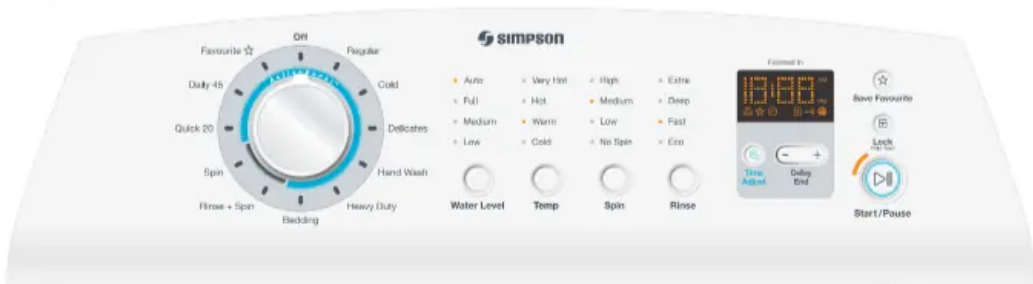 SIMPSON
Off
Favourite
Regular
Daily 45
Cold
Quick 20
Delicates
Spin
Hand Wash
Rinse + Spin
Heavy Duty
Bedding
Auto
Full
Medium
Low
Water Level
Very Hot
Hot
Warm
Cold
Temp
High
Medium
Low
No Spin
Spin
Extra
Deep
Fast
Eco
Rinse
Finished In
18:88
Time
Adjust
- +
Delay
End
Save Favourite
Lock
Start/Pause